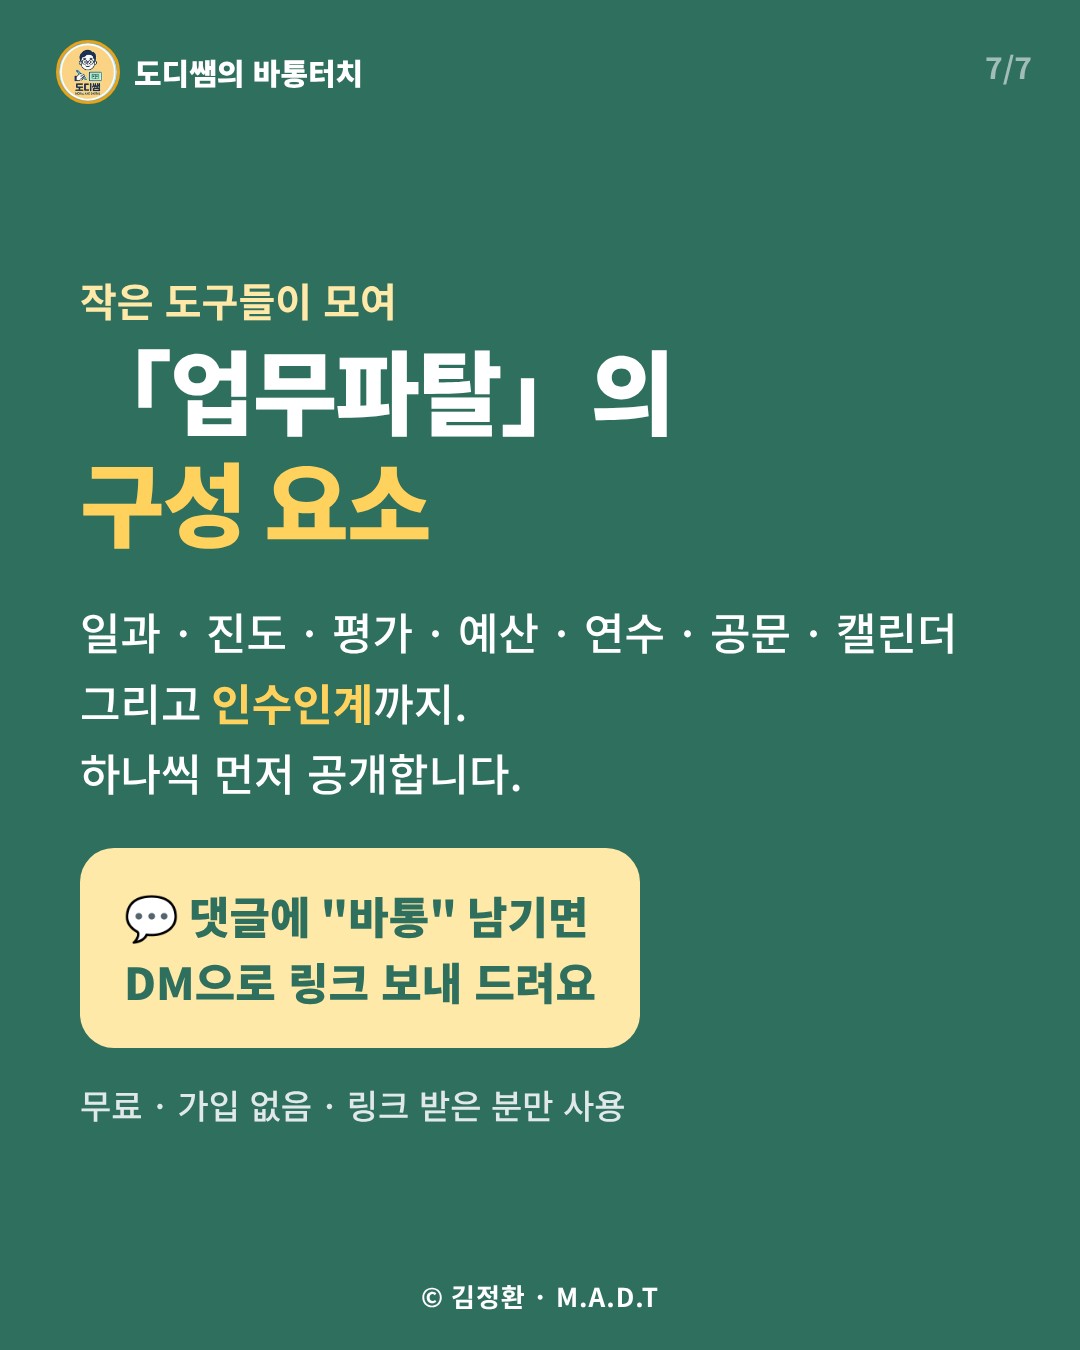 도디쌤
도디쌤의 바통터치
7/7
작은 도구들이 모여
「업무파탈」의
구성 요소
일과 · 진도 · 평가 · 예산 · 연수 · 공문 · 캘린더
그리고 인수인계까지.
하나씩 먼저 공개합니다.
💬 댓글에 "바통" 남기면
DM으로 링크 보내 드려요
무료 · 가입 없음 · 링크 받은 분만 사용
© 김정환 · M.A.D.T